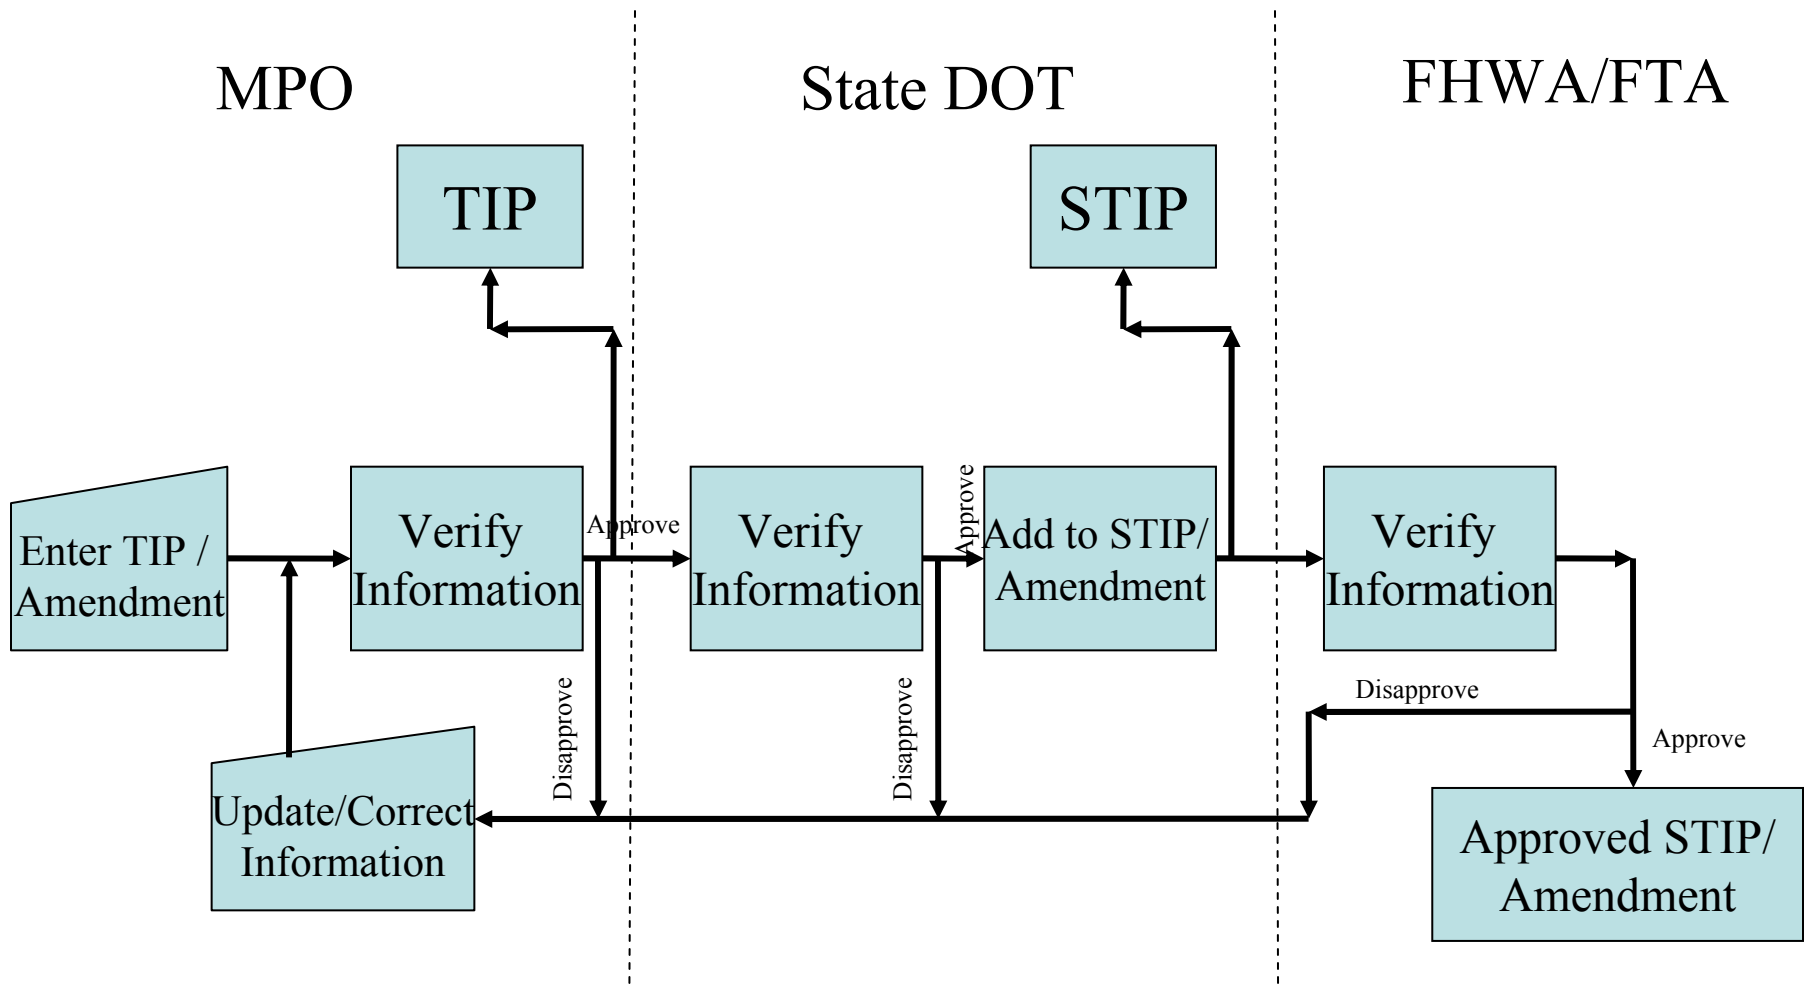 MPO
State DOT
FHWA/FTA
TIP
STIP
Enter TIP /
Amendment
Verify
Information
Approve
Verify
Information
Approve
Add to STIP/
Amendment
Verify
Information
Disapprove
Disapprove
Disapprove
Approve
Update/Correct
Information
Approved STIP/
Amendment